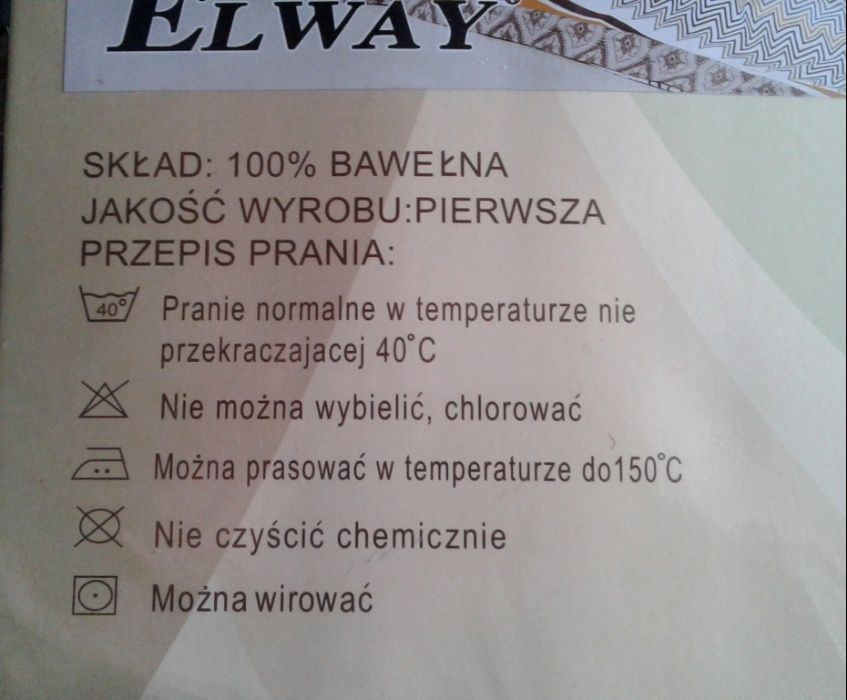 ELWAY
SKŁAD: 100% BAWEŁNA
JAKOŚĆ WYROBU:PIERWSZA
PRZEPIS PRANIA:
40° Pranie normalne w temperaturze nie
przekraczajacej 40°C
Nie można wybielić, chlorować
Można prasować w temperaturze do150°C
Nie czyścić chemicznie
Można wirować